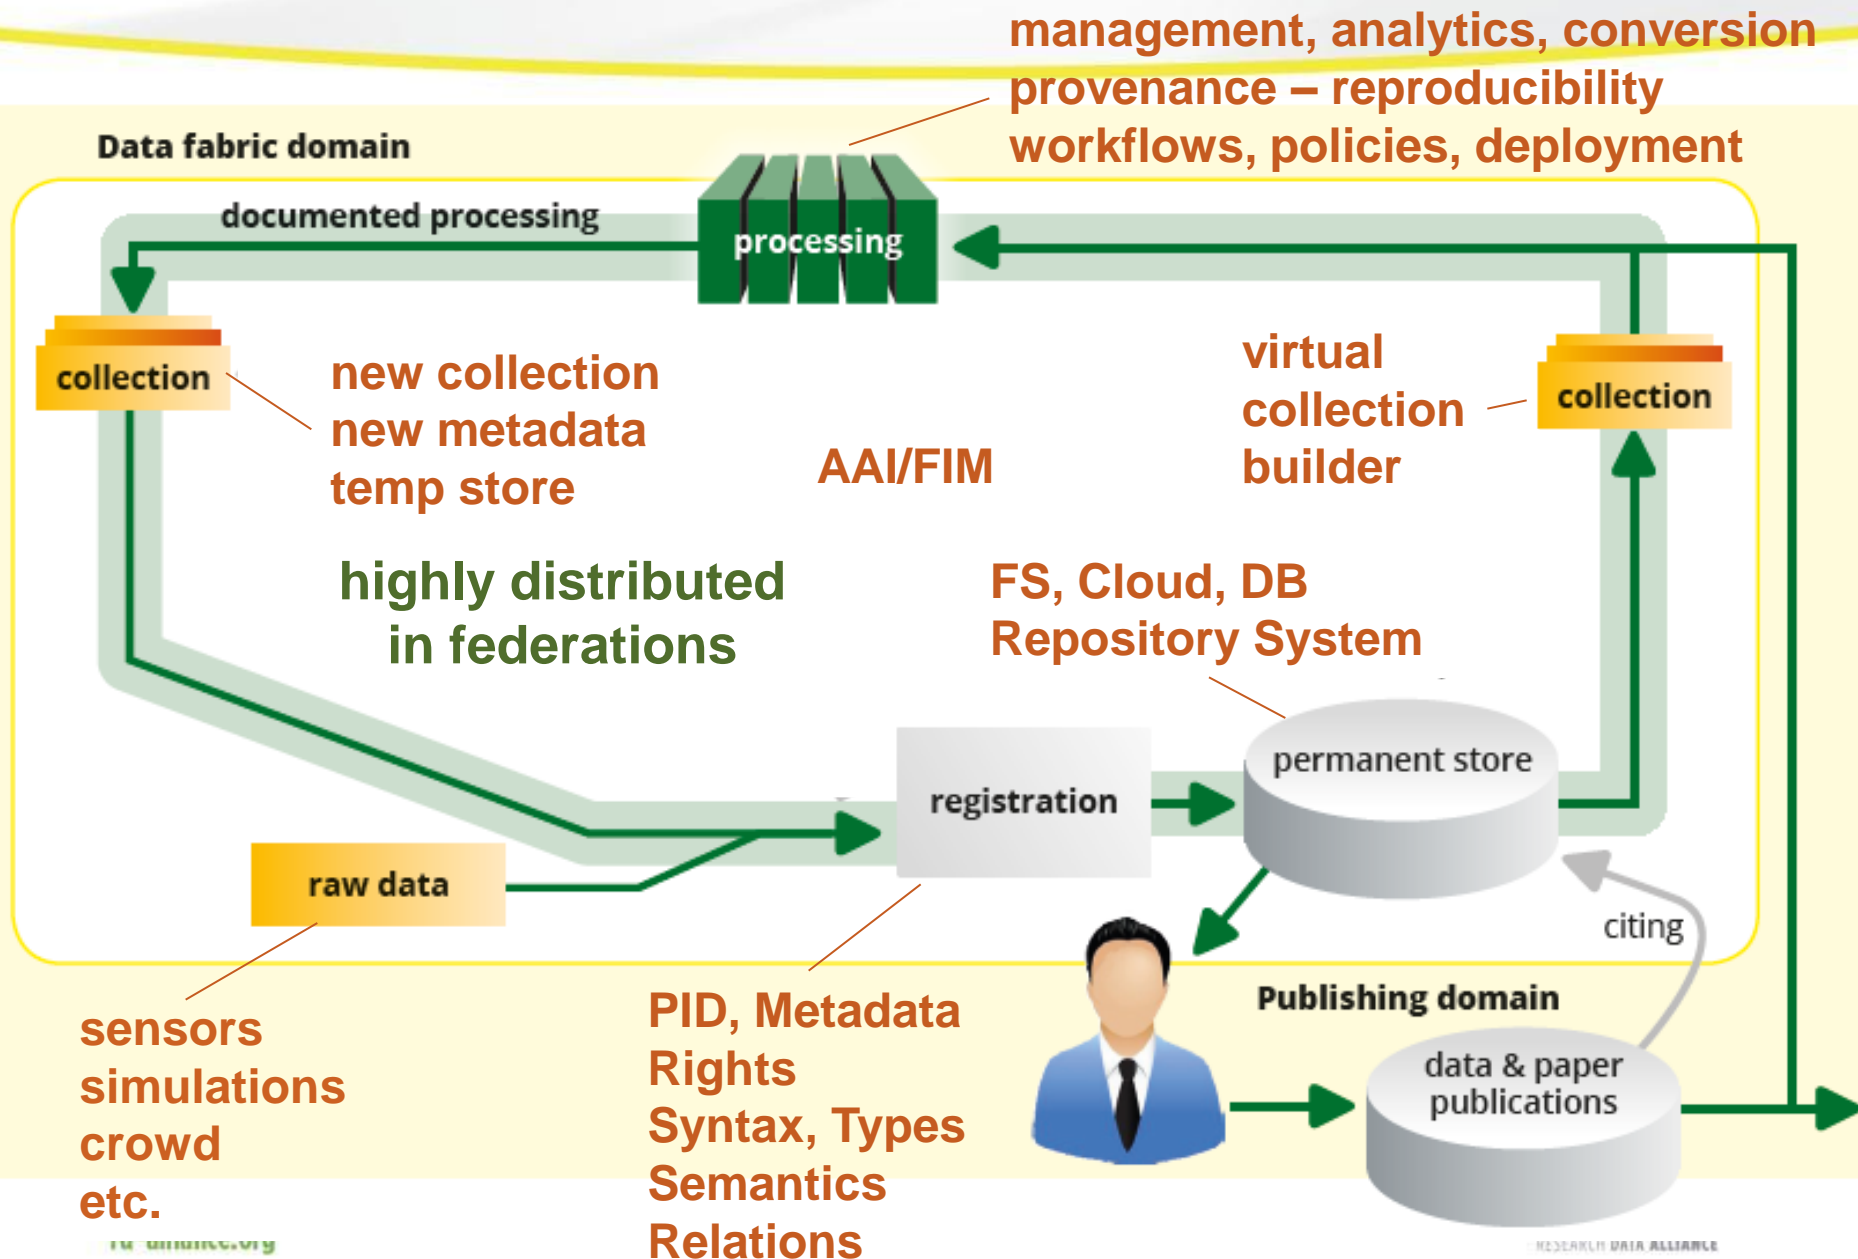 management, analytics, conversion
provenance – reproducibility
workflows, policies, deployment
Data fabric domain
documented processing
processing
collection
new collection
new metadata
temp store
virtual
collection
builder
collection
AAI/FIM
highly distributed
in federations
FS, Cloud, DB
Repository System
permanent store
registration
raw data
citing
sensors
simulations
crowd
etc.
PID, Metadata
Rights
Syntax, Types
Semantics
Relations
Publishing domain
data & paper
publications
RESEARCH DATA ALLIANCE